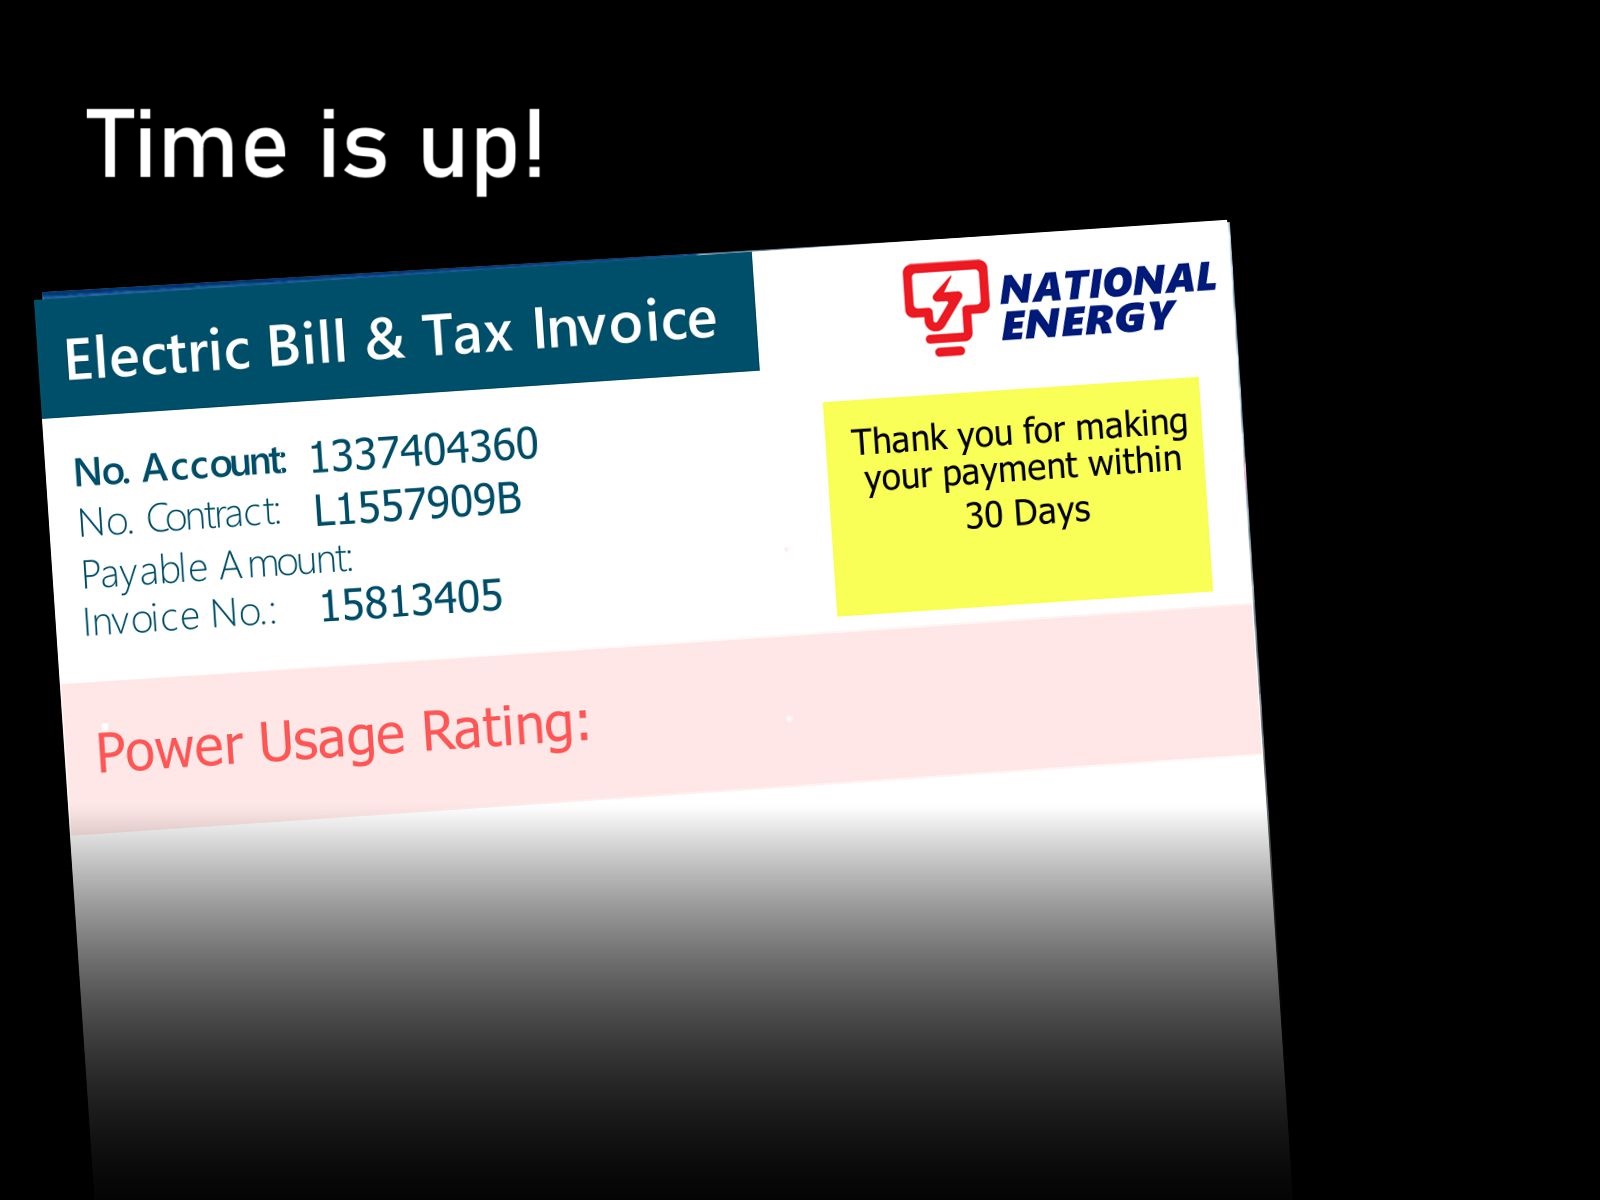 Time is up!
Electric Bill & Tax Invoice
NATIONAL
ENERGY
No. Account: 1337404360
No. Contract: L1557909B
Payable Amount:
Invoice No.: 15813405
Thank you for making
your payment within
30 Days
Power Usage Rating: